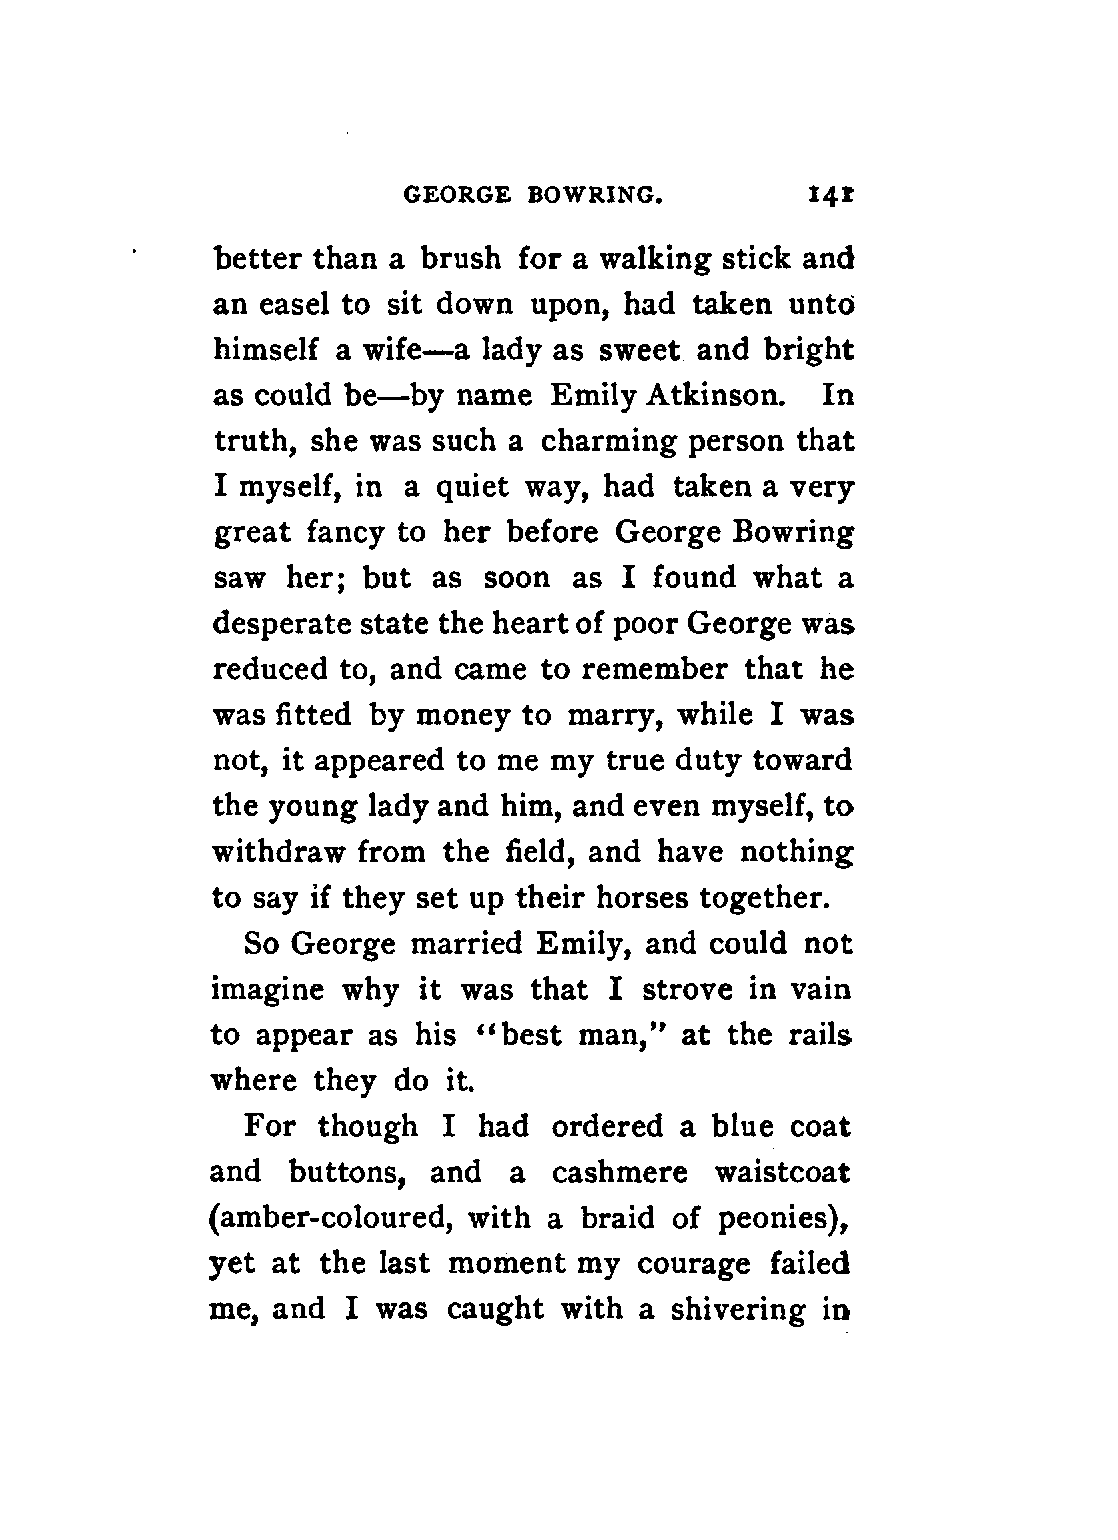 GEORGE BOWRING. 141
better than a brush for a walking stick and
an easel to sit down upon, had taken unto
himself a wife—a lady as sweet and bright
as could be—by name Emily Atkinson. In
truth, she was such a charming person that
I myself, in a quiet way, had taken a very
great fancy to her before George Bowring
saw her; but as soon as I found what a
desperate state the heart of poor George was
reduced to, and came to remember that he
was fitted by money to marry, while I was
not, it appeared to me my true duty toward
the young lady and him, and even myself, to
withdraw from the field, and have nothing
to say if they set up their horses together.
So George married Emily, and could not
imagine why it was that I strove in vain
to appear as his "best man," at the rails
where they do it.
For though I had ordered a blue coat
and buttons, and a cashmere waistcoat
(amber-coloured, with a braid of peonies),
yet at the last moment my courage failed
me, and I was caught with a shivering in